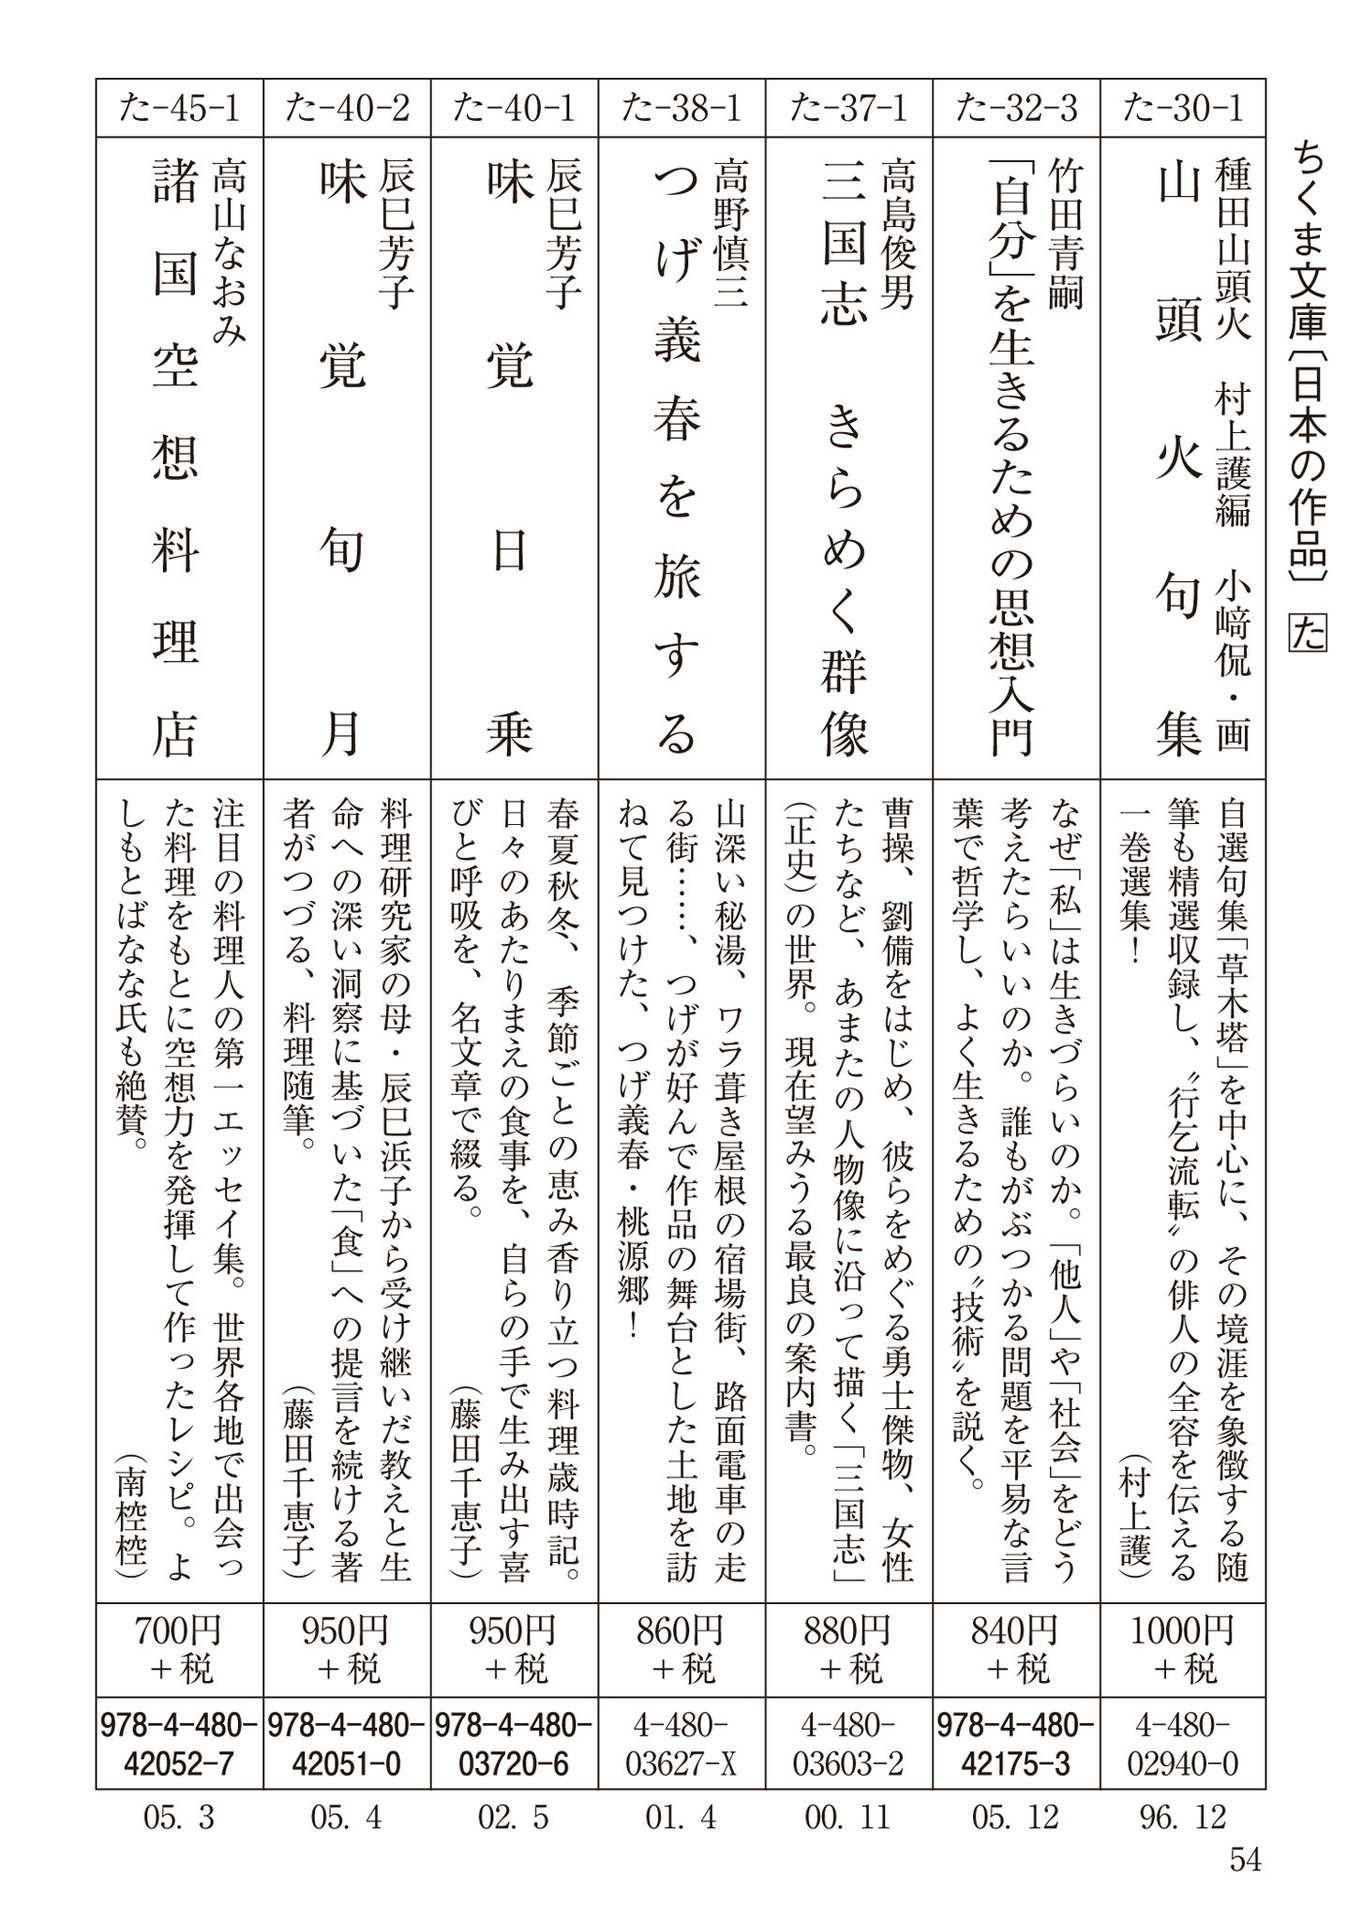 ちくま文庫〔日本の作品〕 た
た-30-1
種田山頭火 村上護編 小﨑侃・画
山頭火句集
自選句集「草木塔」を中心に、その境涯を象徴する随
筆も精選収録し、〝行乞流転〟の俳人の全容を伝える
一巻選集！ （村上護）
1000円
＋税
4-480-
02940-0
96. 12
た-32-3
竹田青嗣
「自分」を生きるための思想入門
なぜ「私」は生きづらいのか。「他人」や「社会」をどう
考えたらいいのか。誰もがぶつかる問題を平易な言
葉で哲学し、よく生きるための〝技術〟を説く。
840円
＋税
978-4-480-
42175-3
05. 12
た-37-1
高島俊男
三国志 きらめく群像
曹操、劉備をはじめ、彼らをめぐる勇士傑物、女性
たちなど、あまたの人物像に沿って描く「三国志」
（正史）の世界。現在望みうる最良の案内書。
880円
＋税
4-480-
03603-2
00. 11
た-38-1
高野慎三
つげ義春を旅する
山深い秘湯、ワラ葺き屋根の宿場街、路面電車の走
る街……、つげが好んで作品の舞台とした土地を訪
ねて見つけた、つげ義春・桃源郷！
860円
＋税
4-480-
03627-X
01. 4
た-40-1
辰巳芳子
味覚日乗
春夏秋冬、季節ごとの恵み香り立つ料理歳時記。
日々のあたりまえの食事を、自らの手で生み出す喜
びと呼吸を、名文章で綴る。 （藤田千恵子）
950円
＋税
978-4-480-
03720-6
02. 5
た-40-2
辰巳芳子
味覚旬月
料理研究家の母・辰巳浜子から受け継いだ教えと生
命への深い洞察に基づいた「食」への提言を続ける著
者がつづる、料理随筆。 （藤田千恵子）
950円
＋税
978-4-480-
42051-0
05. 4
た-45-1
高山なおみ
諸国空想料理店
注目の料理人の第一エッセイ集。世界各地で出会っ
た料理をもとに空想力を発揮して作ったレシピ。よ
しもとばなな氏も絶賛。 （南椌椌）
700円
＋税
978-4-480-
42052-7
05. 3
54